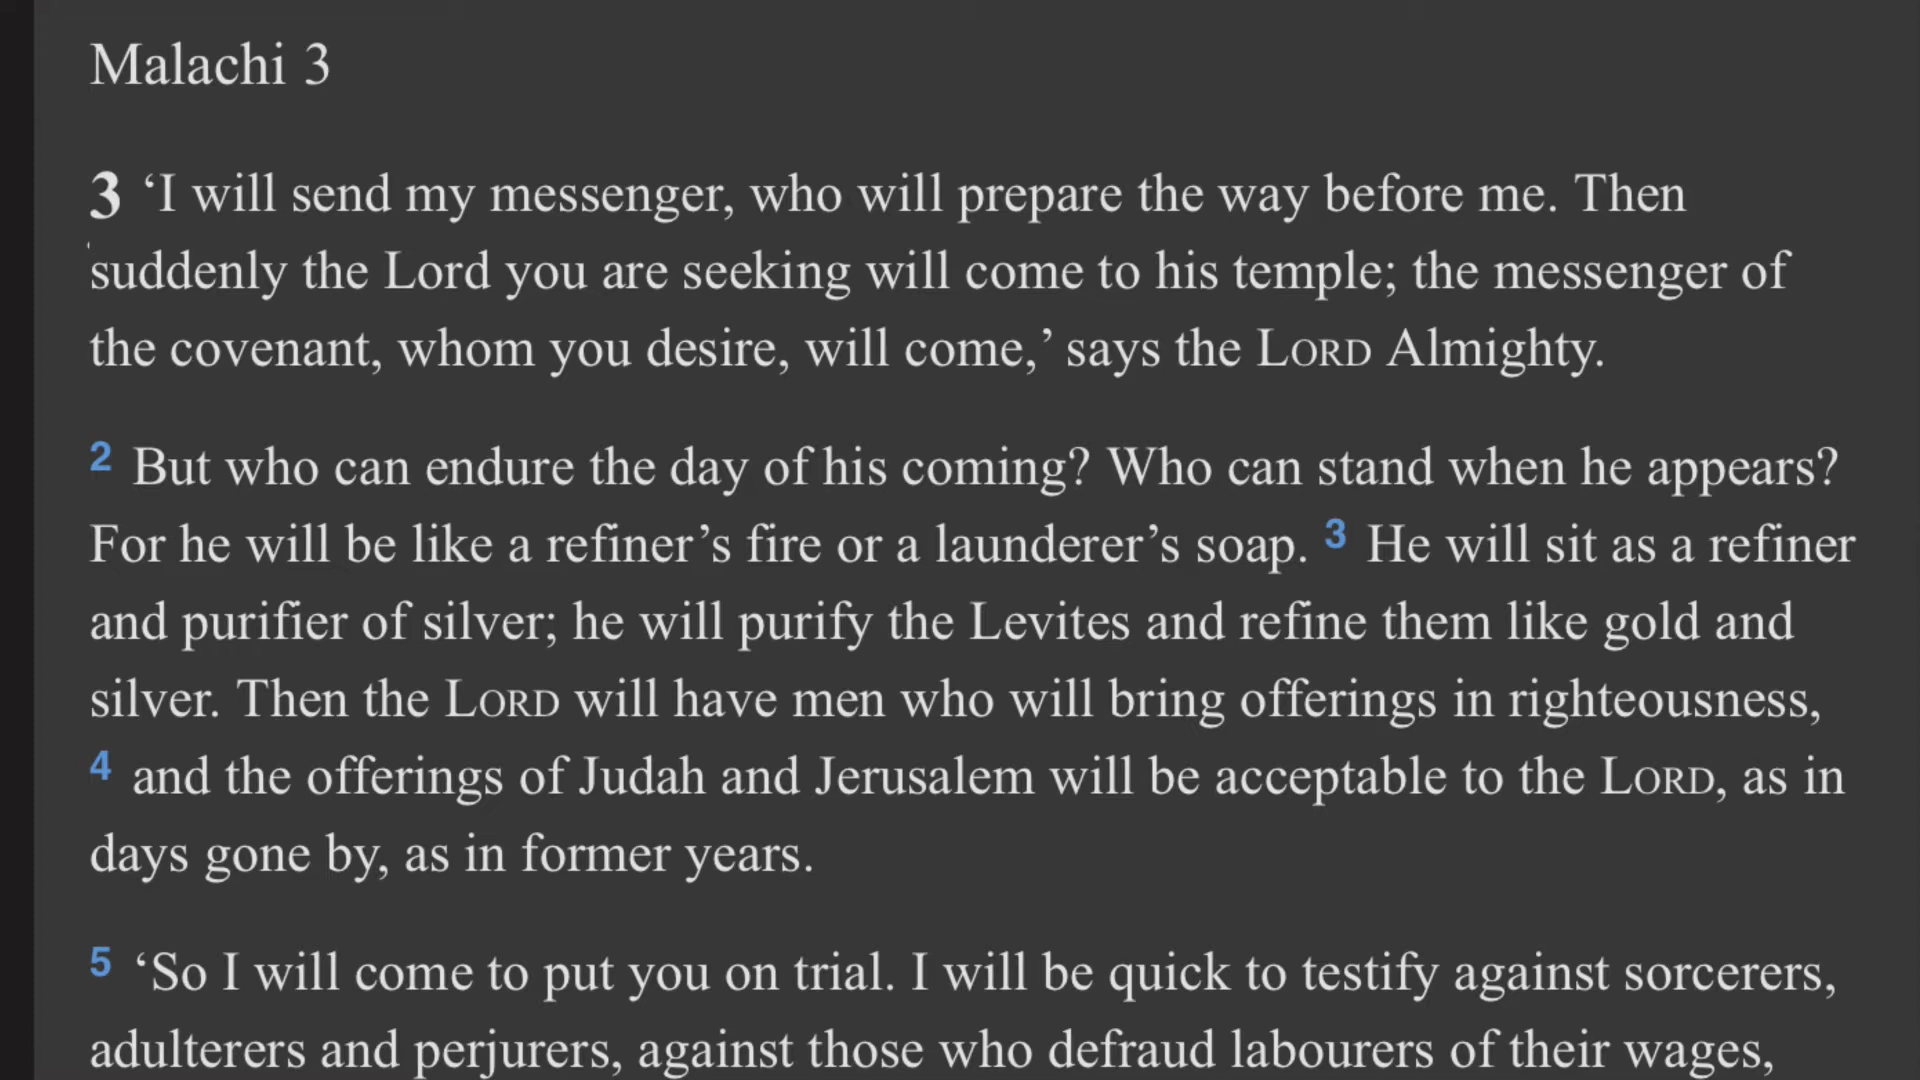 Malachi 3
3 ‘I will send my messenger, who will prepare the way before me. Then
suddenly the Lord you are seeking will come to his temple; the messenger of
the covenant, whom you desire, will come,’ says the LORD Almighty.
2 But who can endure the day of his coming? Who can stand when he appears?
For he will be like a refiner’s fire or a launderer’s soap. 3 He will sit as a refiner
and purifier of silver; he will purify the Levites and refine them like gold and
silver. Then the LORD will have men who will bring offerings in righteousness,
4 and the offerings of Judah and Jerusalem will be acceptable to the LORD, as in
days gone by, as in former years.
5 ‘So I will come to put you on trial. I will be quick to testify against sorcerers,
adulterers and perjurers, against those who defraud labourers of their wages,